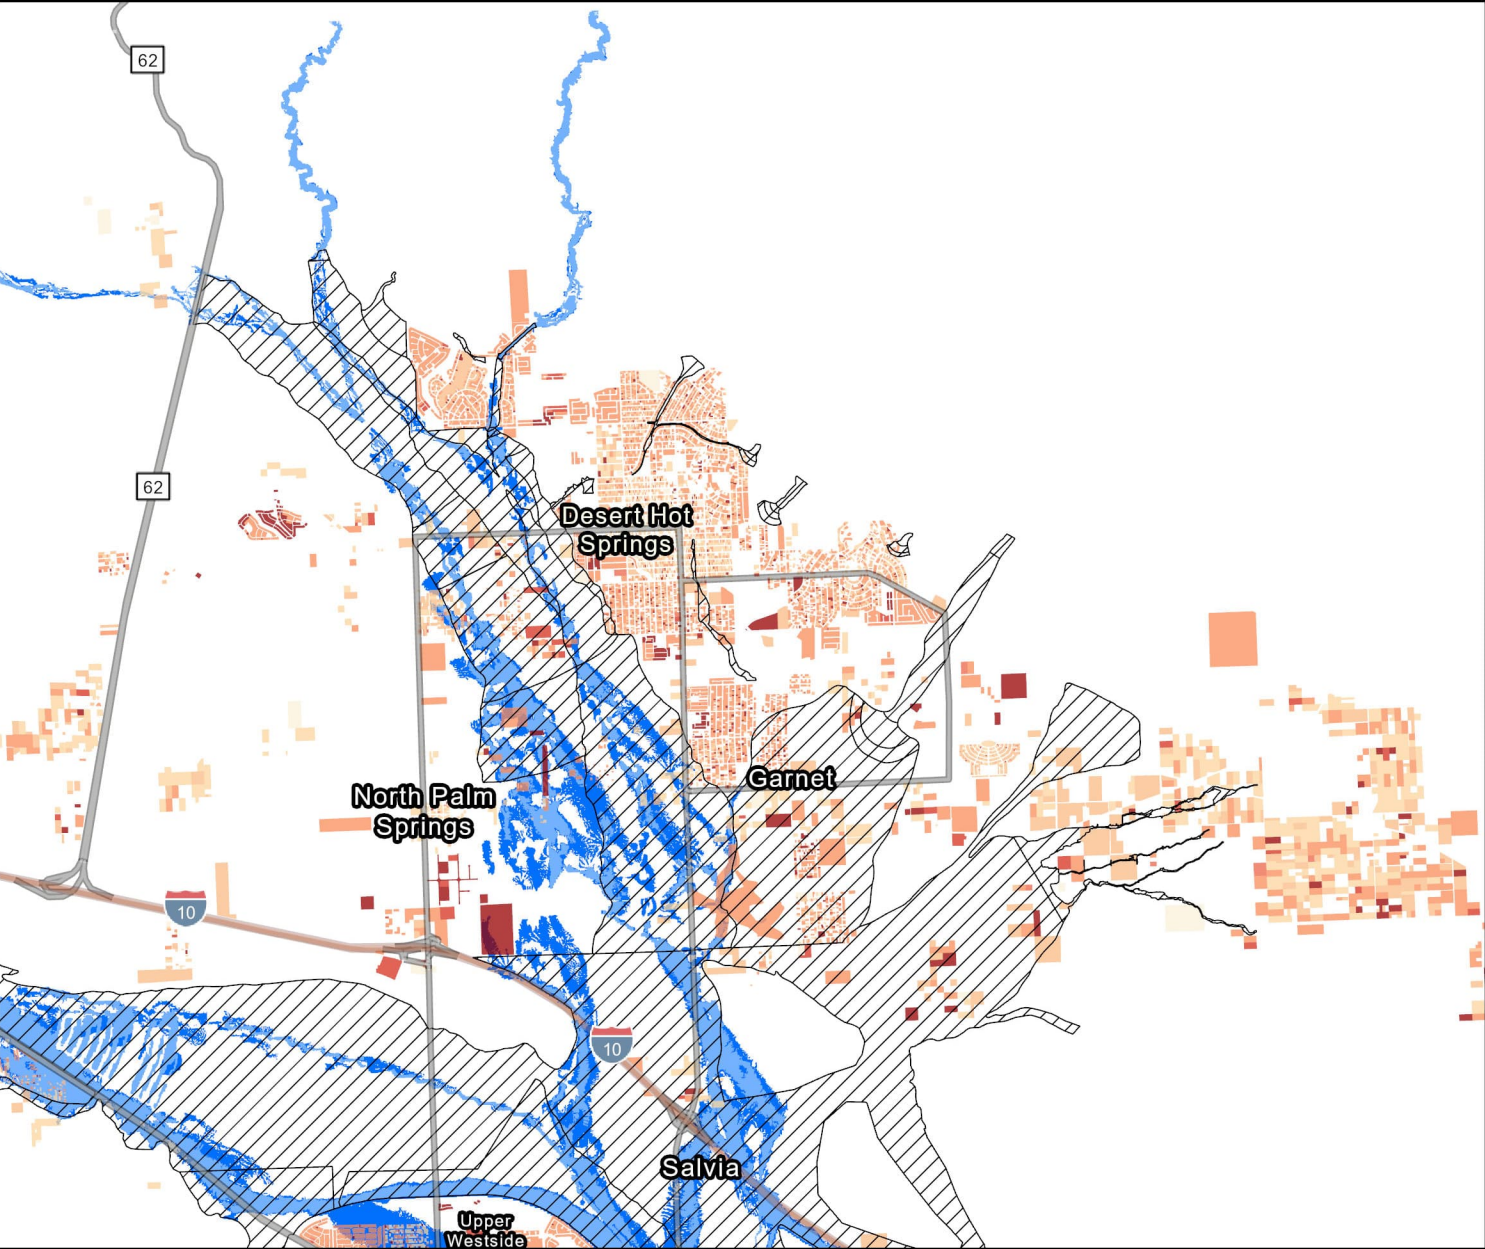 62
62
Desert Hot
Springs
North Palm
Springs
Garnet
10
10
Salvia
Upper
Westside